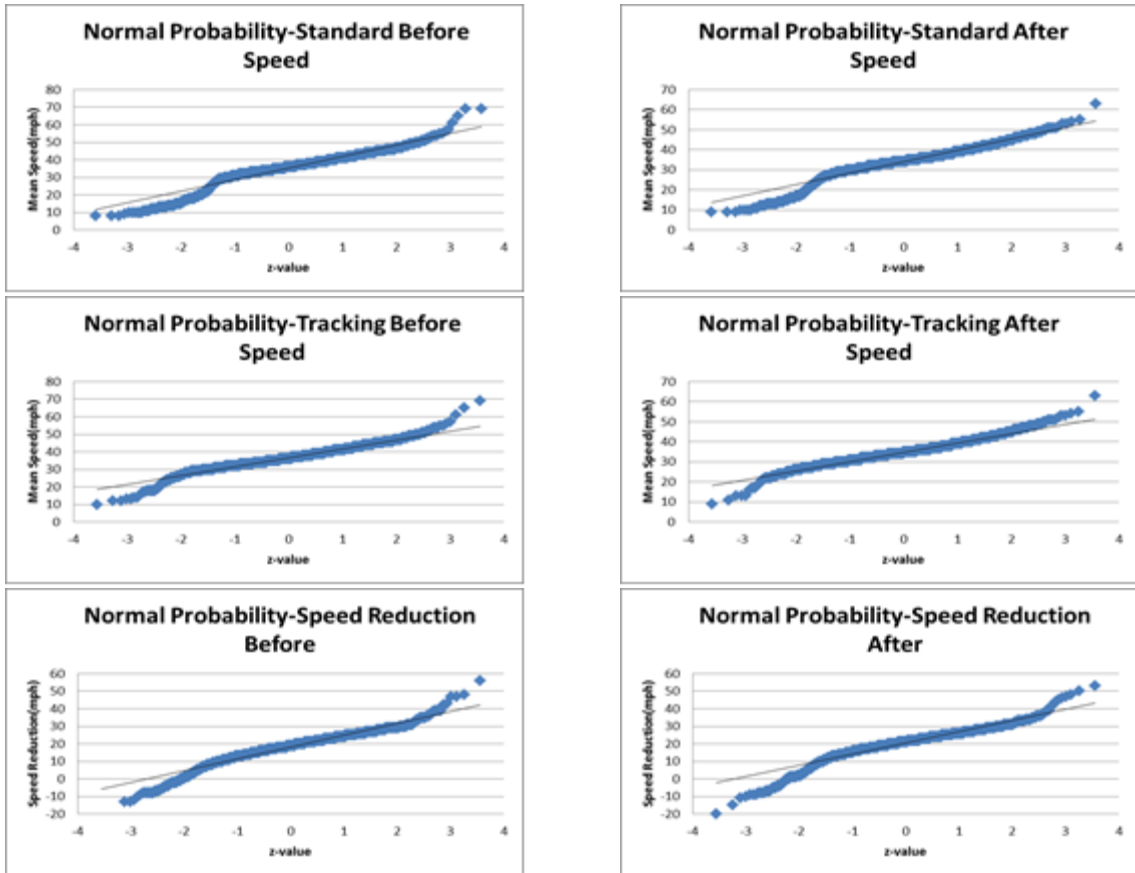 Normal Probability-Standard Before
Speed
80
70
60
50
40
30
20
10
0
Mean Speed(mph)
-4 -3 -2 -1 0 1 2 3 4
z-value
Normal Probability-Standard After
Speed
70
60
50
40
30
20
10
0
Mean Speed(mph)
-4 -3 -2 -1 0 1 2 3 4
z-value
Normal Probability-Tracking Before
Speed
80
70
60
50
40
30
20
10
0
Mean Speed(mph)
-4 -3 -2 -1 0 1 2 3 4
z-value
Normal Probability-Tracking After
Speed
70
60
50
40
30
20
10
0
Mean Speed(mph)
-4 -3 -2 -1 0 1 2 3 4
z-value
Normal Probability-Speed Reduction
Before
60
50
40
30
20
10
0
-10
-20
Speed Reduction(mph)
-4 -3 -2 -1 0 1 2 3 4
z-value
Normal Probability-Speed Reduction
After
60
50
40
30
20
10
0
-10
-20
Speed Reduction(mph)
-4 -3 -2 -1 0 1 2 3 4
z-value